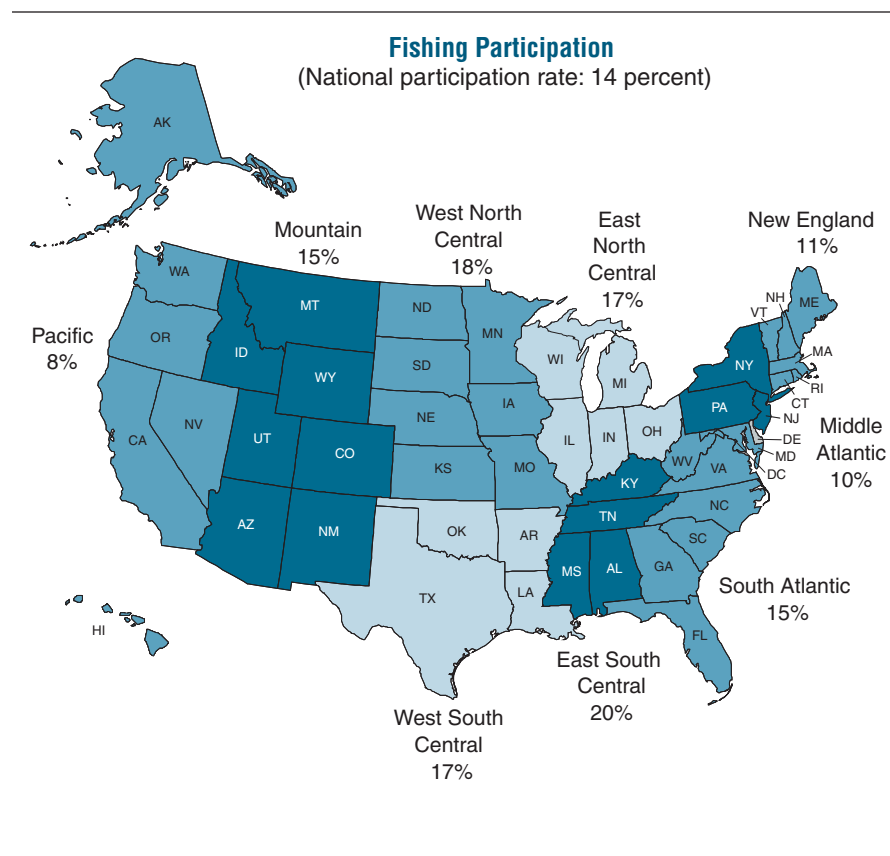 Fishing Participation
(National participation rate: 14 percent)
AK
Mountain
15%
West North
Central
18%
East
North
Central
17%
New England
11%
Pacific
8%
WA
OR
CA
NV
ID
MT
WY
UT
CO
AZ
NM
ND
SD
NE
KS
MN
IA
MO
WI
MI
IL
IN
OH
OK
AR
TX
LA
KY
TN
MS
AL
WV
VA
NC
SC
GA
FL
NY
PA
VT
NH
ME
MA
RI
CT
NJ
DE
MD
DC
Middle
Atlantic
10%
South Atlantic
15%
East South
Central
20%
West South
Central
17%
HI